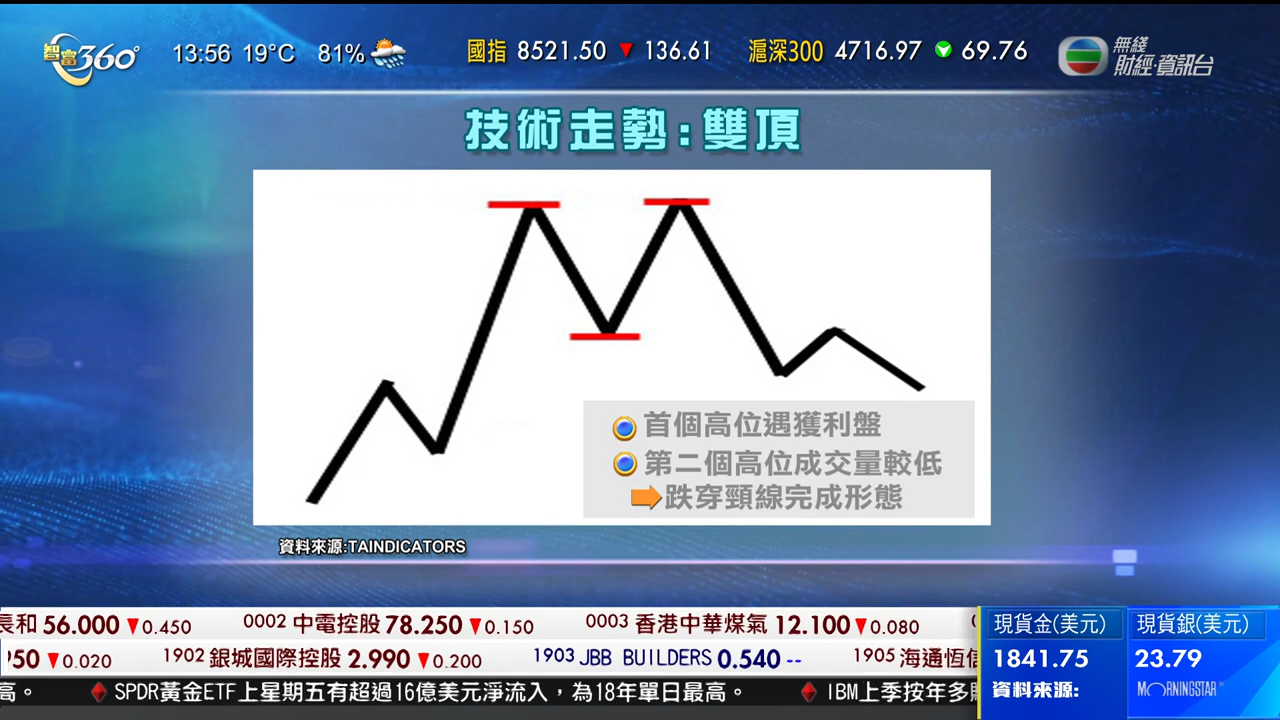 智富360°
13:56 19°C 81%
國指 8521.50 ▼ 136.61 滬深300 4716.97 69.76
無綫
財經·資訊台
技術走勢:雙頂
首個高位遇獲利盤
第二個高位成交量較低
跌穿頸線完成形態
資料來源:TAINDICATORS
長和 56.000 ▼0.450 0002 中電控股 78.250 ▼0.150 0003 香港中華煤氣 12.100 ▼0.080
50 ▼0.020 1902 銀城國際控股 2.990 ▼0.200 1903 JBB BUILDERS 0.540 -- 1905 海通恆信
高。 ♦ SPDR黃金ETF上星期五有超過16億美元淨流入，為18年單日最高。 ♦ IBM上季按年多
現貨金(美元) 現貨銀(美元)
1841.75 23.79
資料來源: MORNINGSTAR